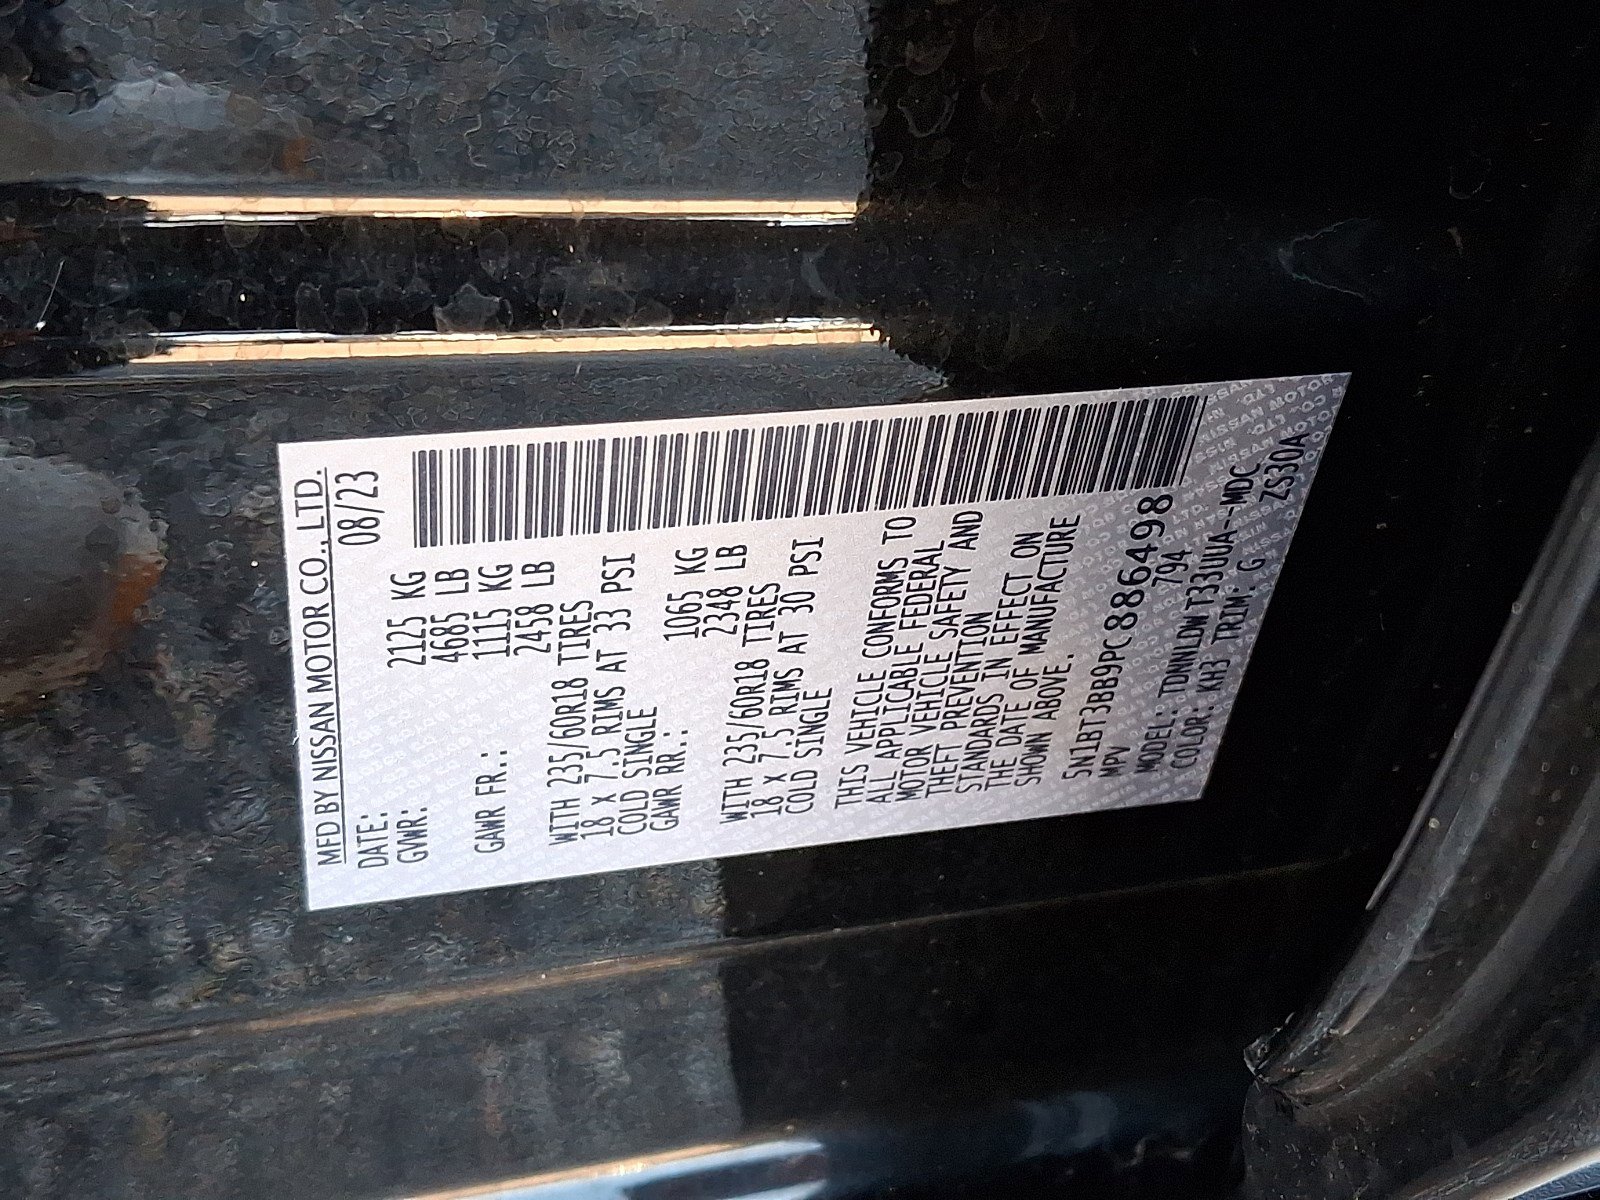 MFD BY NISSAN MOTOR CO., LTD.
DATE: 08/23
GVWR: 2125 KG
4685 LB
GAWR FR.: 1115 KG
2458 LB
WITH 235/60R18 TIRES
18 X 7.5 RIMS AT 33 PSI
COLD SINGLE
GAWR RR.: 1065 KG
2348 LB
WITH 235/60R18 TIRES
18 X 7.5 RIMS AT 30 PSI
COLD SINGLE
THIS VEHICLE CONFORMS TO
ALL APPLICABLE FEDERAL
MOTOR VEHICLE SAFETY AND
THEFT PREVENTION
STANDARDS IN EFFECT ON
THE DATE OF MANUFACTURE
SHOWN ABOVE.
5N1BT3BB9PC886498
MPV 794
MODEL: TDNNLDWT33UUA--MDC
COLOR: KH3 TRIM: G ZS30A